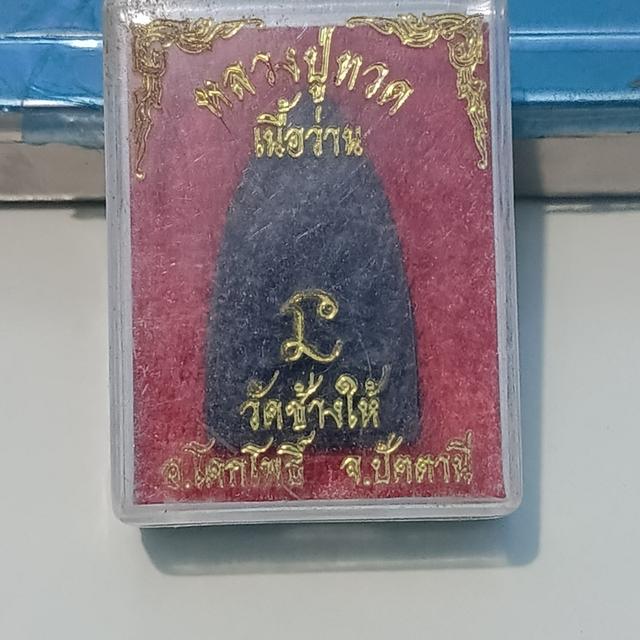 หลวงปู่ทวด
เนื้อว่าน
วัดช้างให้
อ.โคกโพธิ์ จ.ปัตตานี